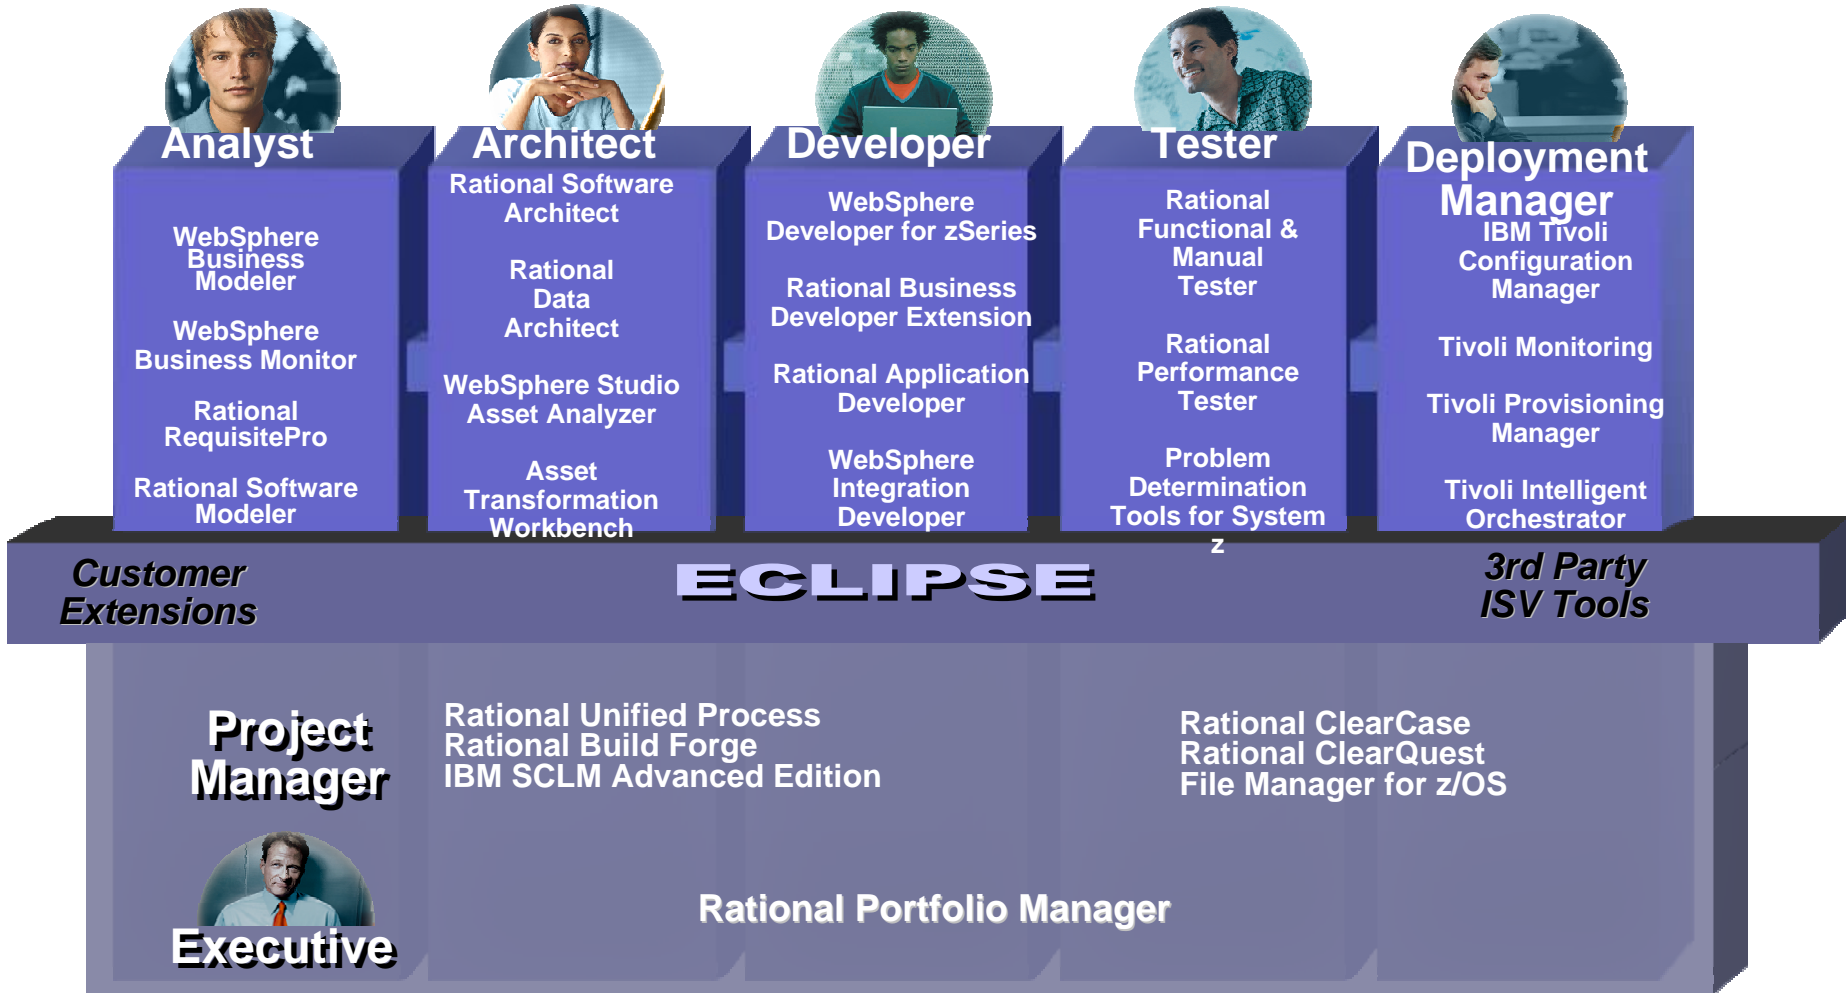 Analyst
WebSphere
Business
Modeler
WebSphere
Business Monitor
Rational
RequisitePro
Rational Software
Modeler
Architect
Rational Software
Architect
Rational
Data
Architect
WebSphere Studio
Asset Analyzer
Asset
Transformation
Workbench
Developer
WebSphere
Developer for zSeries
Rational Business
Developer Extension
Rational Application
Developer
WebSphere
Integration
Developer
Tester
Rational
Functional &
Manual
Tester
Rational
Performance
Tester
Problem
Determination
Tools for System
z
Deployment
Manager
IBM Tivoli
Configuration
Manager
Tivoli Monitoring
Tivoli Provisioning
Manager
Tivoli Intelligent
Orchestrator
Customer
Extensions
ECLIPSE
3rd Party
ISV Tools
Project
Manager
Rational Unified Process
Rational Build Forge
IBM SCLM Advanced Edition
Rational ClearCase
Rational ClearQuest
File Manager for z/OS
Executive
Rational Portfolio Manager